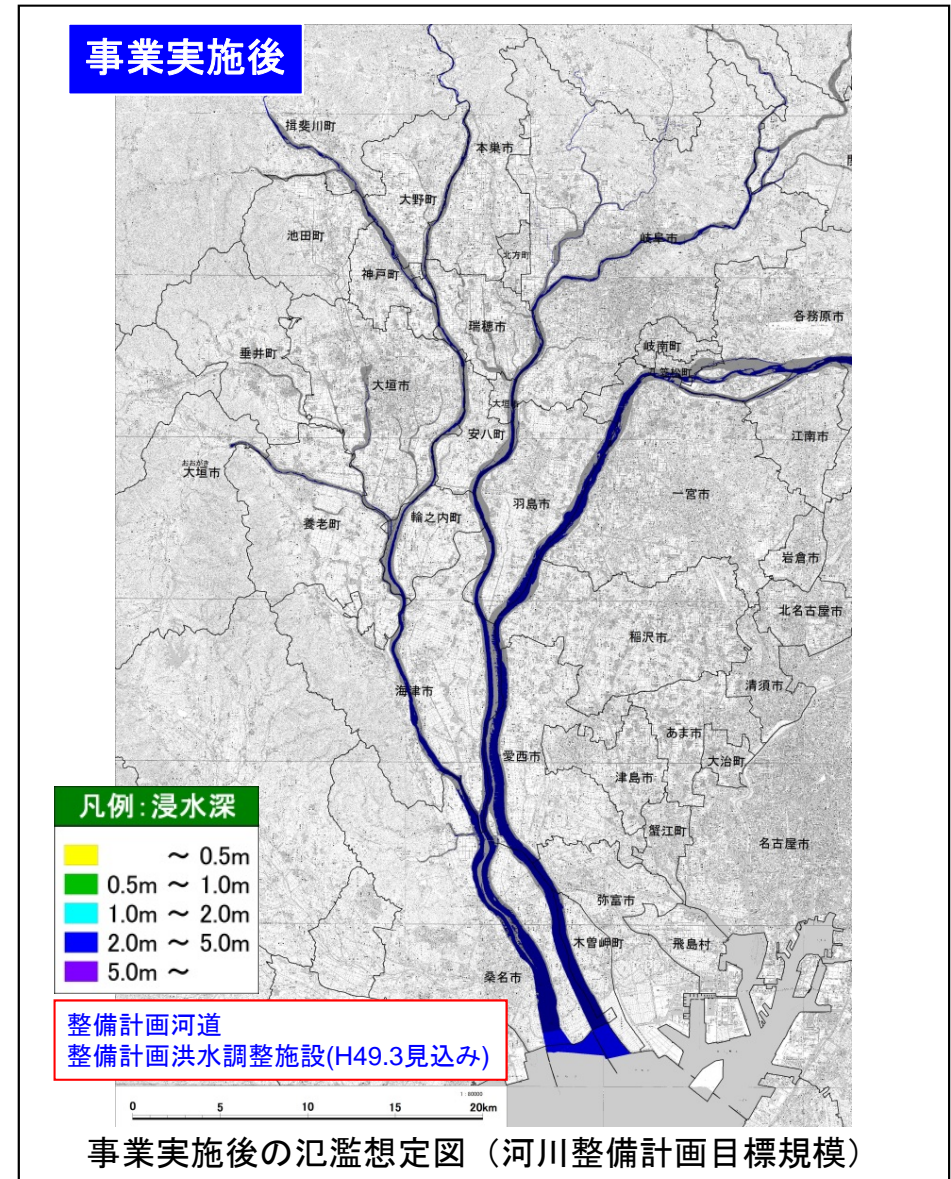 事業実施後
揖斐川町
本巣市
大野町
池田町
北方町
岐阜市
神戸町
瑞穂市
各務原市
岐南町
垂井町
笠松町
大垣市
大垣市
安八町
江南市
おおがき
大垣市
一宮市
羽島市
養老町
輪之内町
岩倉市
北名古屋市
稲沢市
清須市
海津市
あま市
愛西市
大治町
津島市
凡例:浸水深
蟹江町
名古屋市
~ 0.5m
0.5m ~ 1.0m
1.0m ~ 2.0m
2.0m ~ 5.0m
5.0m ~
弥富市
木曽岬町
飛島村
桑名市
整備計画河道
整備計画洪水調整施設(H49.3見込み)
0 5 10 15 20km
事業実施後の氾濫想定図（河川整備計画目標規模）